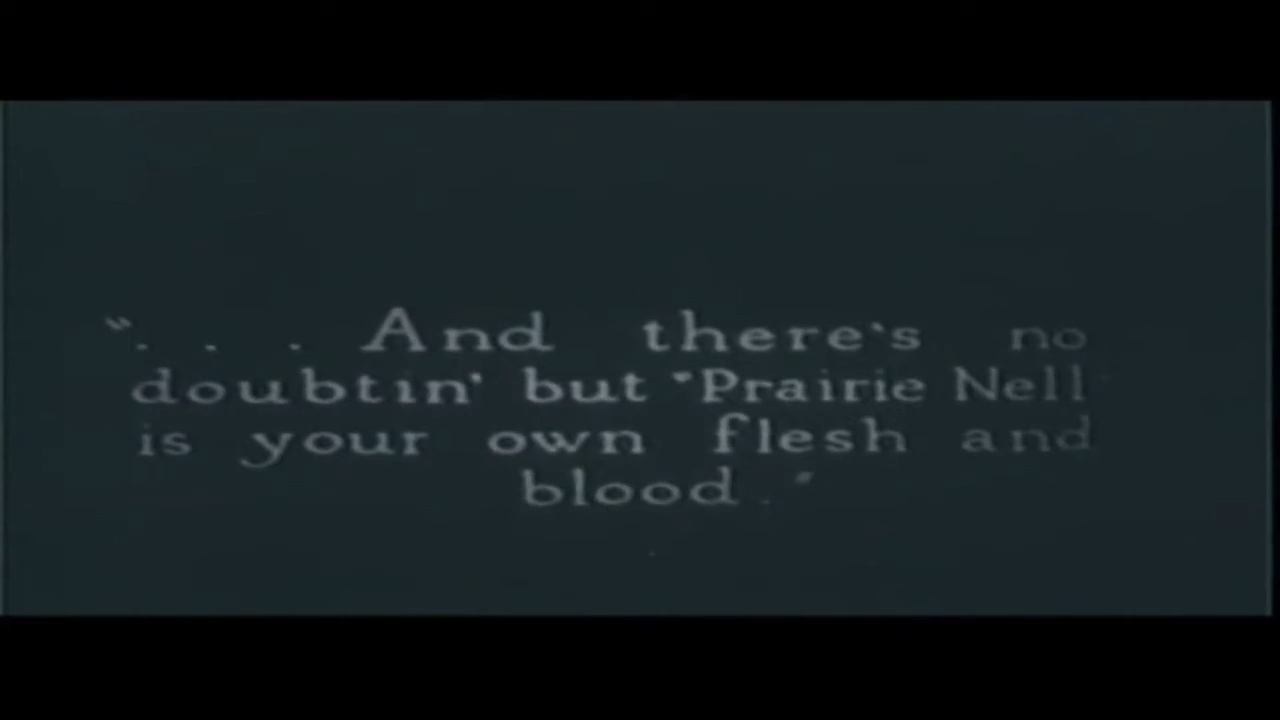 ". . . And there's no
doubtin' but "Prairie Nell"
is your own flesh and
blood."